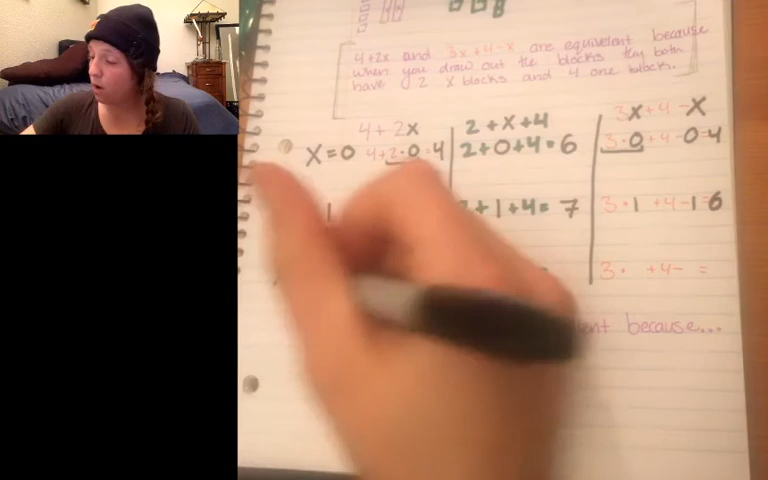 4+2x and 3x+4-x are equivalent because
when you draw out the blocks they both
have 2 x blocks and 4 one blocks.
4+2x 2+x+4 3x+4-x
x=0 4+2·0=4 2+0+4=6 3·0+4-0=4
1 +1+4=7 3·1+4-1=6
3· +4- =
because...